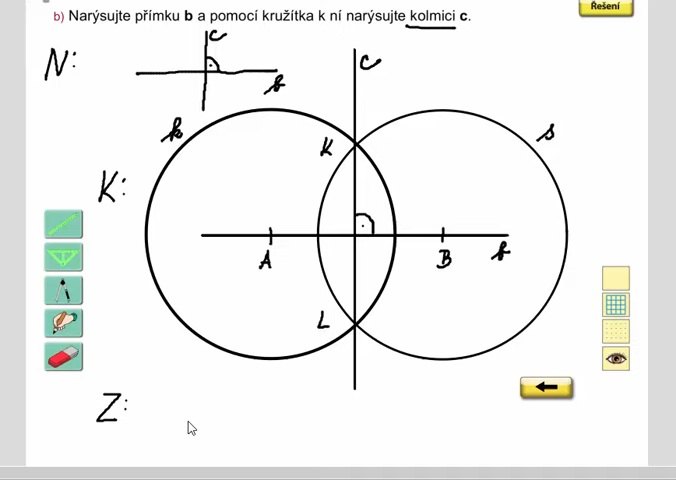 Řešení
b) Narýsujte přímku b a pomocí kružítka k ní narýsujte kolmici c.
N:
c
b
c
k
K
s
K:
A
B
b
L
Z: